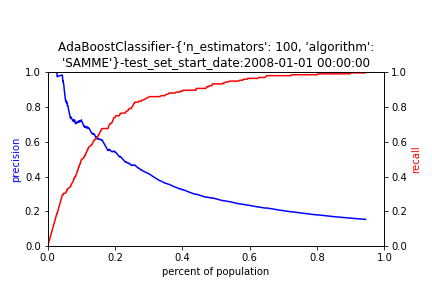 AdaBoostClassifier-{'n_estimators': 100, 'algorithm':
'SAMME'}-test_set_start_date:2008-01-01 00:00:00
1.0
0.8
0.6
0.4
0.2
0.0
precision
1.0
0.8
0.6
0.4
0.2
0.0
recall
0.0 0.2 0.4 0.6 0.8 1.0
percent of population